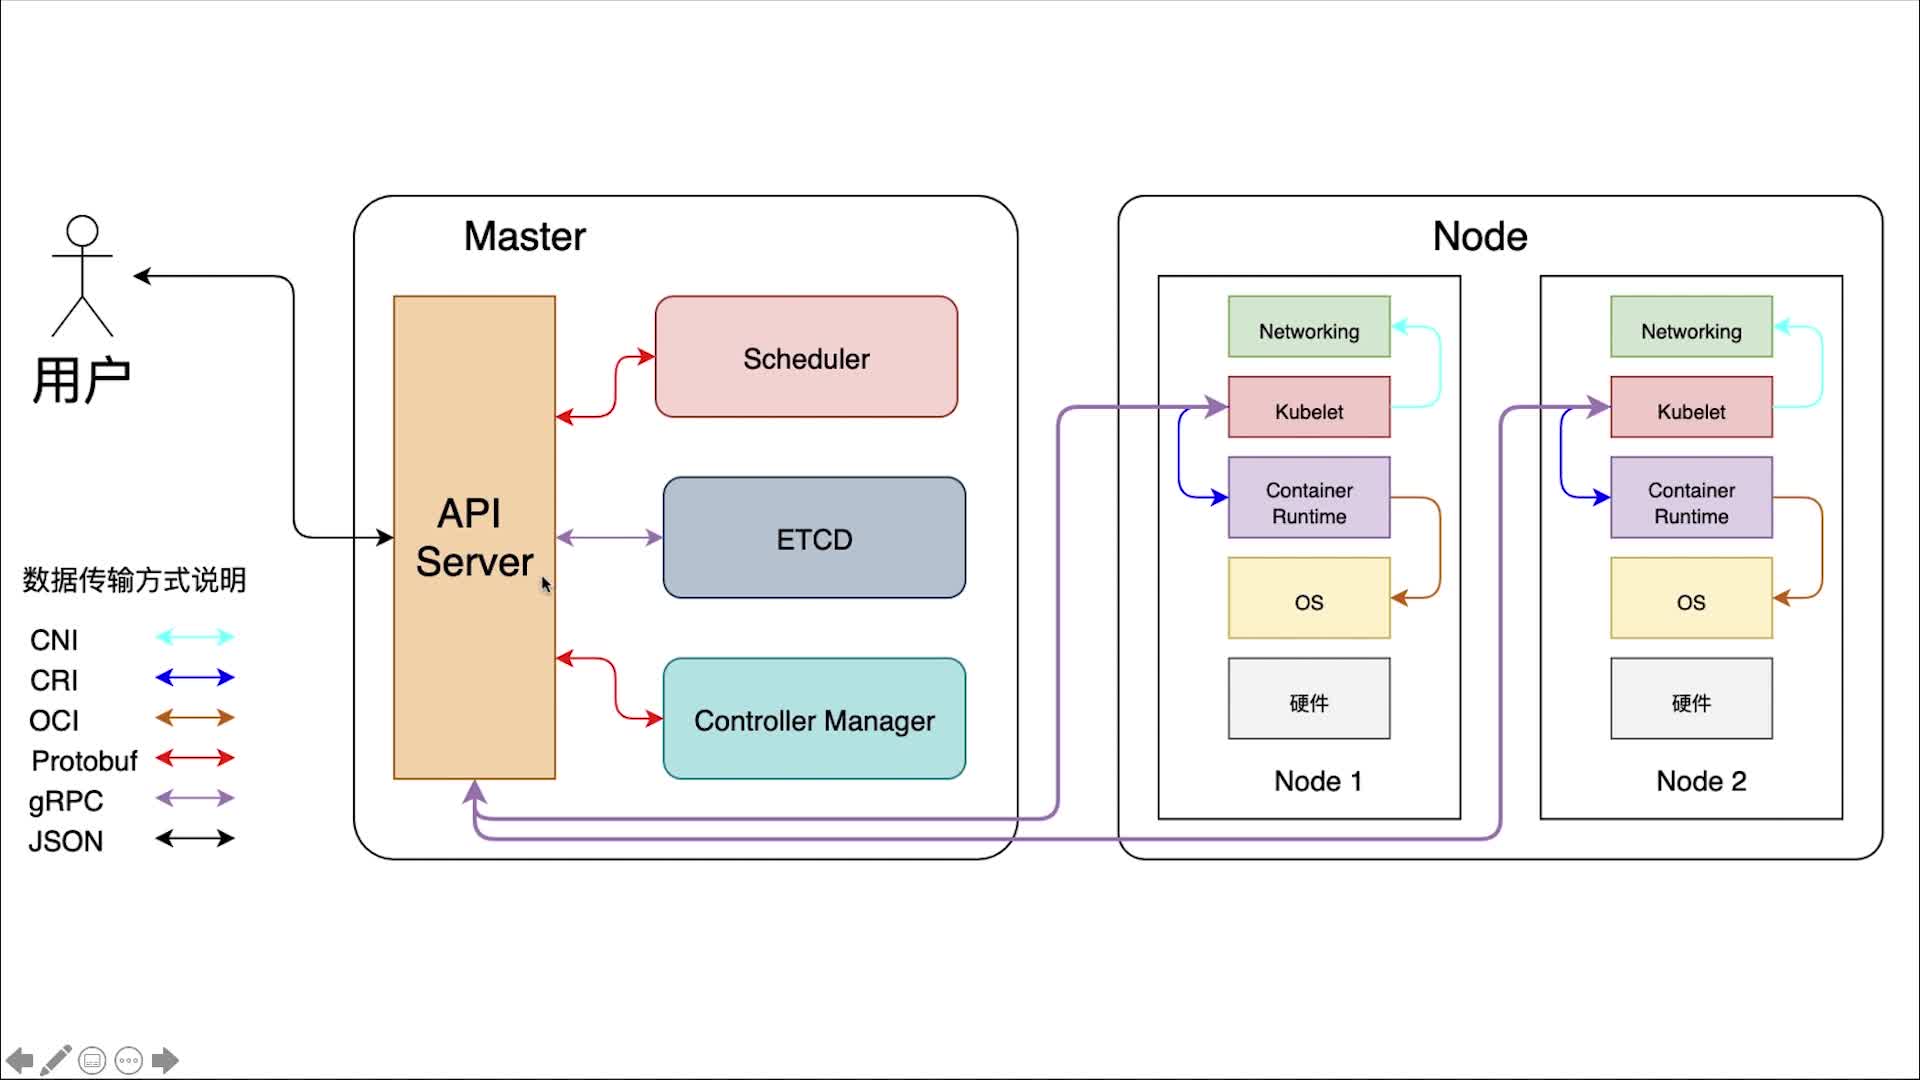 用户
数据传输方式说明
CNI
CRI
OCI
Protobuf
gRPC
JSON
Master
API
Server
Scheduler
ETCD
Controller Manager
Node
Networking
Kubelet
Container
Runtime
OS
硬件
Node 1
Networking
Kubelet
Container
Runtime
OS
硬件
Node 2